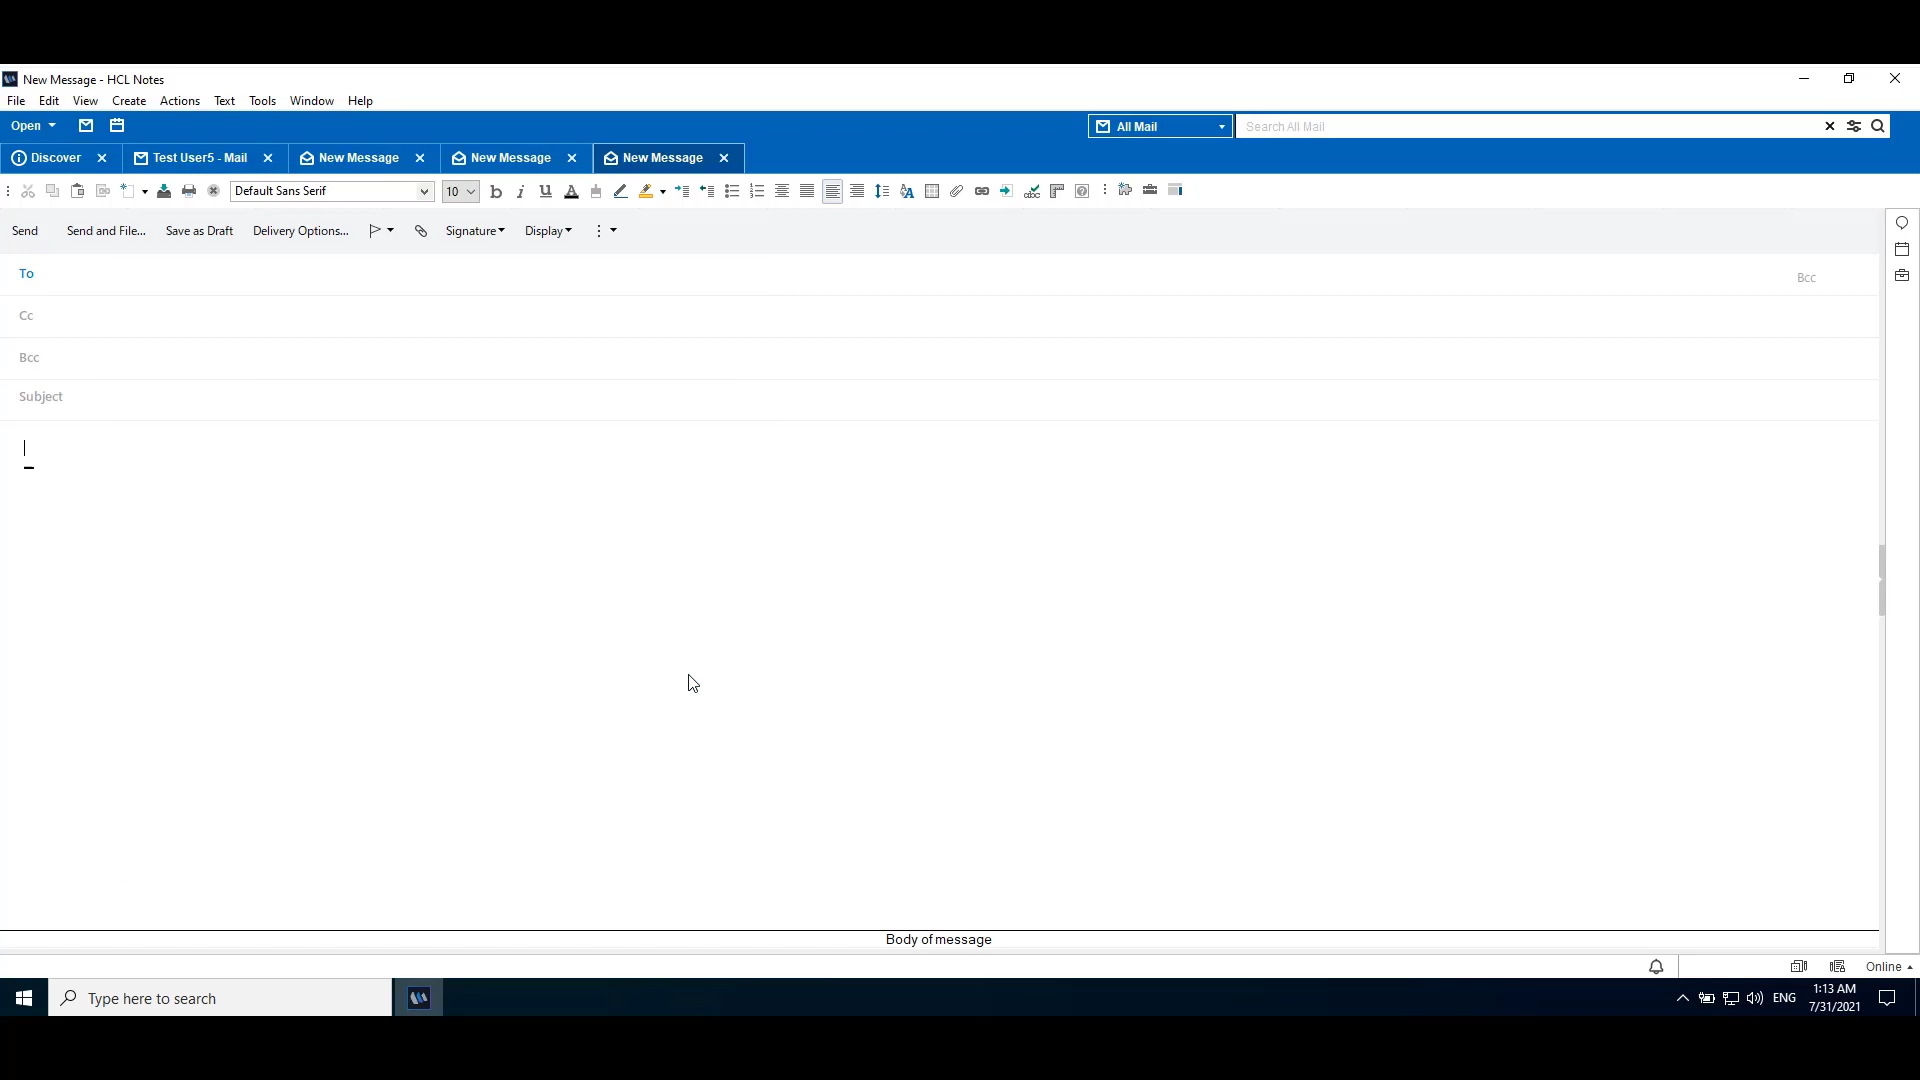 New Message - HCL Notes
File Edit View Create Actions Text Tools Window Help
Open All Mail Search All Mail
Discover Test User5 - Mail New Message New Message New Message
Default Sans Serif 10 b i u A
Send Send and File... Save as Draft Delivery Options... Signature Display
To Bcc
Cc
Bcc
Subject
Body of message
Online
Type here to search ENG 1:13 AM
7/31/2021